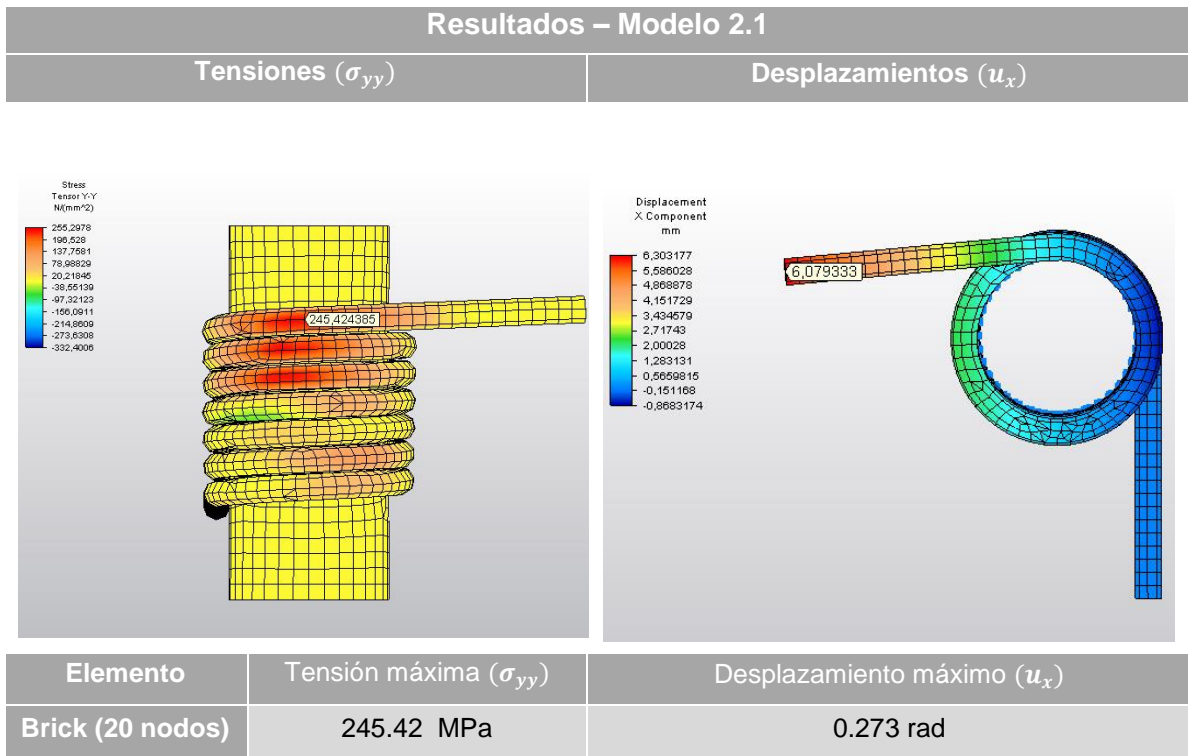 Resultados – Modelo 2.1
Tensiones (σyy)
Desplazamientos (ux)
Stress
Tensor Y-Y
N/(mm^2)
255,2978
196,528
137,7581
78,98829
20,21845
-38,55139
-97,32123
-156,0911
-214,8609
-273,6308
-332,4006
245,424385
Displacement
X Component
mm
6,303177
5,586028
4,868878
4,151729
3,434579
2,71743
2,00028
1,283131
0,5659815
-0,151168
-0,8683174
6,079333
Elemento
Tensión máxima (σyy)
Desplazamiento máximo (ux)
Brick (20 nodos)
245.42 MPa
0.273 rad